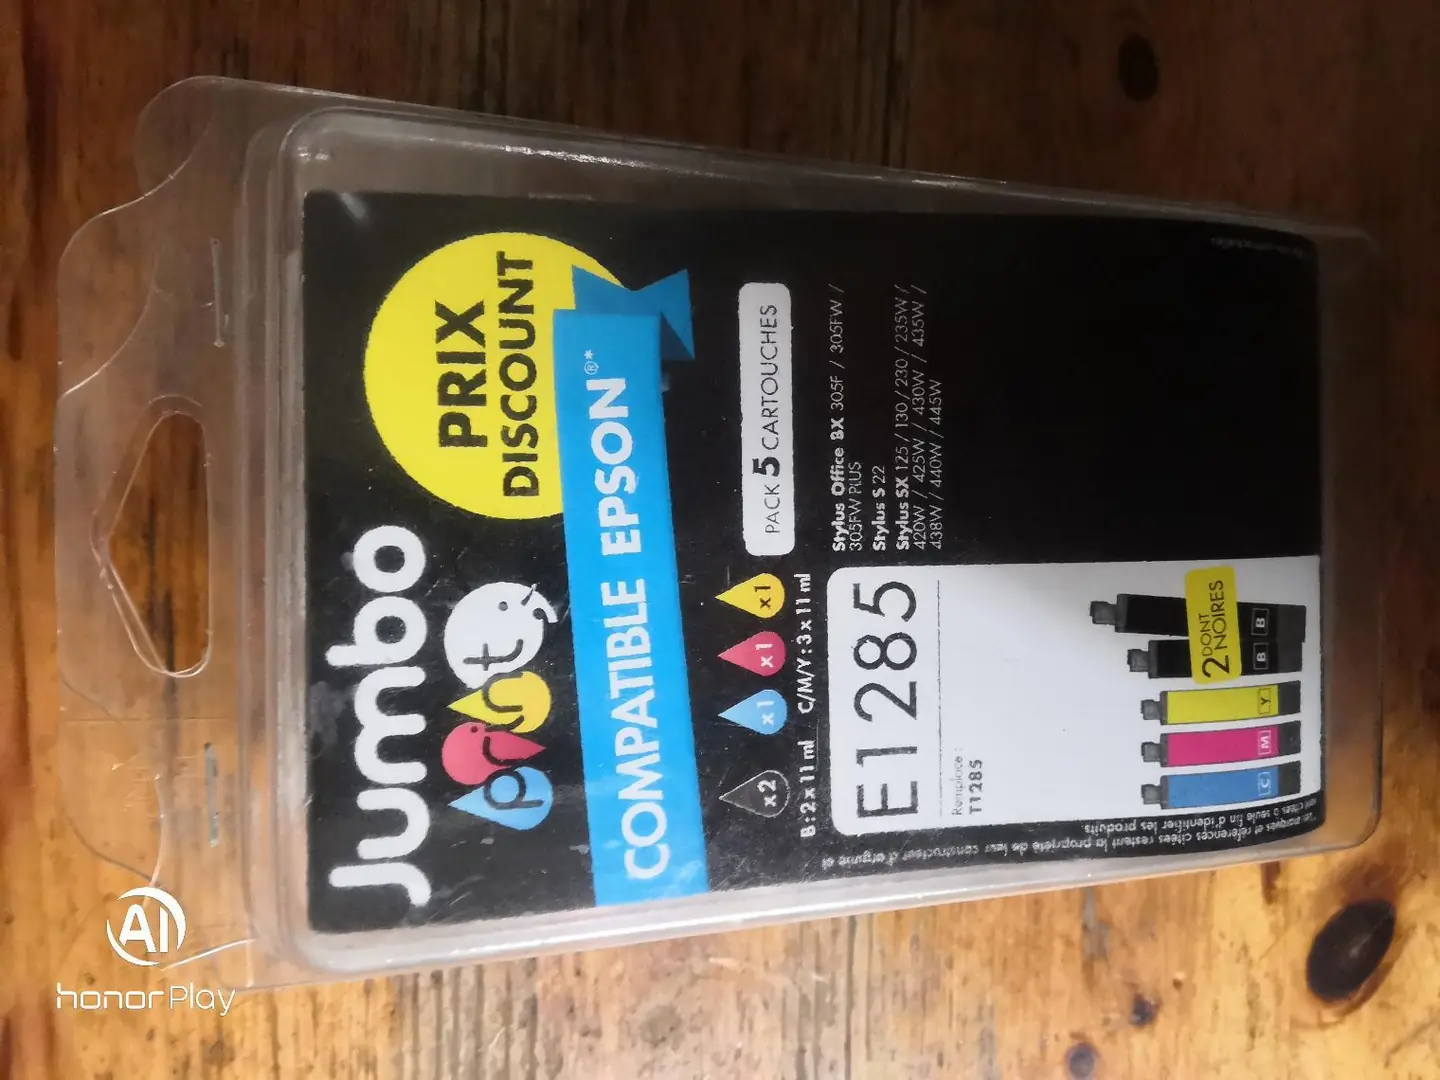 Jumbo
print
PRIX
DISCOUNT
COMPATIBLE EPSON®*
x2
x1
x1
x1
B : 2 x 11 ml C/M/Y : 3 x 11 ml
PACK 5 CARTOUCHES
Stylus Office BX 305F / 305FW /
305FW PLUS
Stylus S 22
Stylus SX 125 / 130 / 230 / 235W /
420W / 425W / 430W / 435W /
438W / 440W / 445W
E1285
Remplace :
T1285
2 DONT
NOIRES
C
M
Y
B
B
*Les marques et références citées restent la propriété de leur constructeur d'origine et
sont citées à seule fin d'identifier les produits.
AI
honor Play